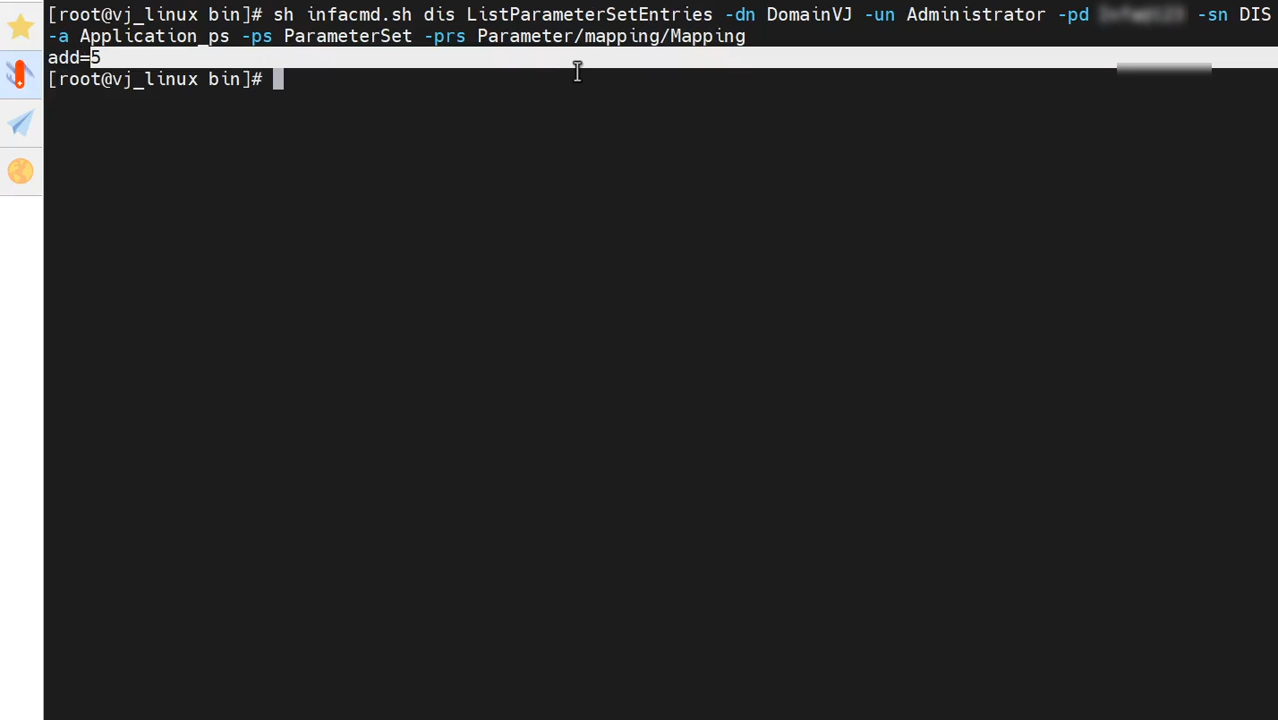 [root@vj_linux bin]# sh infacmd.sh dis ListParameterSetEntries -dn DomainVJ -un Administrator -pd -sn DIS
-a Application_ps -ps ParameterSet -prs Parameter/mapping/Mapping
add=5
[root@vj_linux bin]#